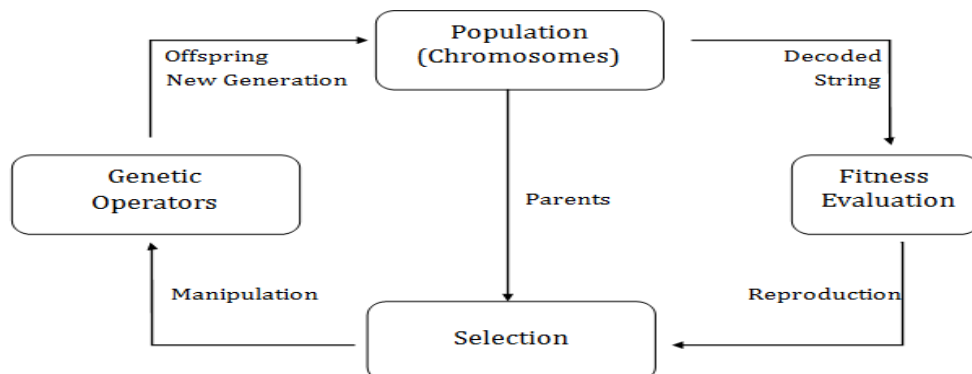 Population
(Chromosomes)
Offspring
New Generation
Decoded
String
Genetic
Operators
Parents
Fitness
Evaluation
Manipulation
Reproduction
Selection